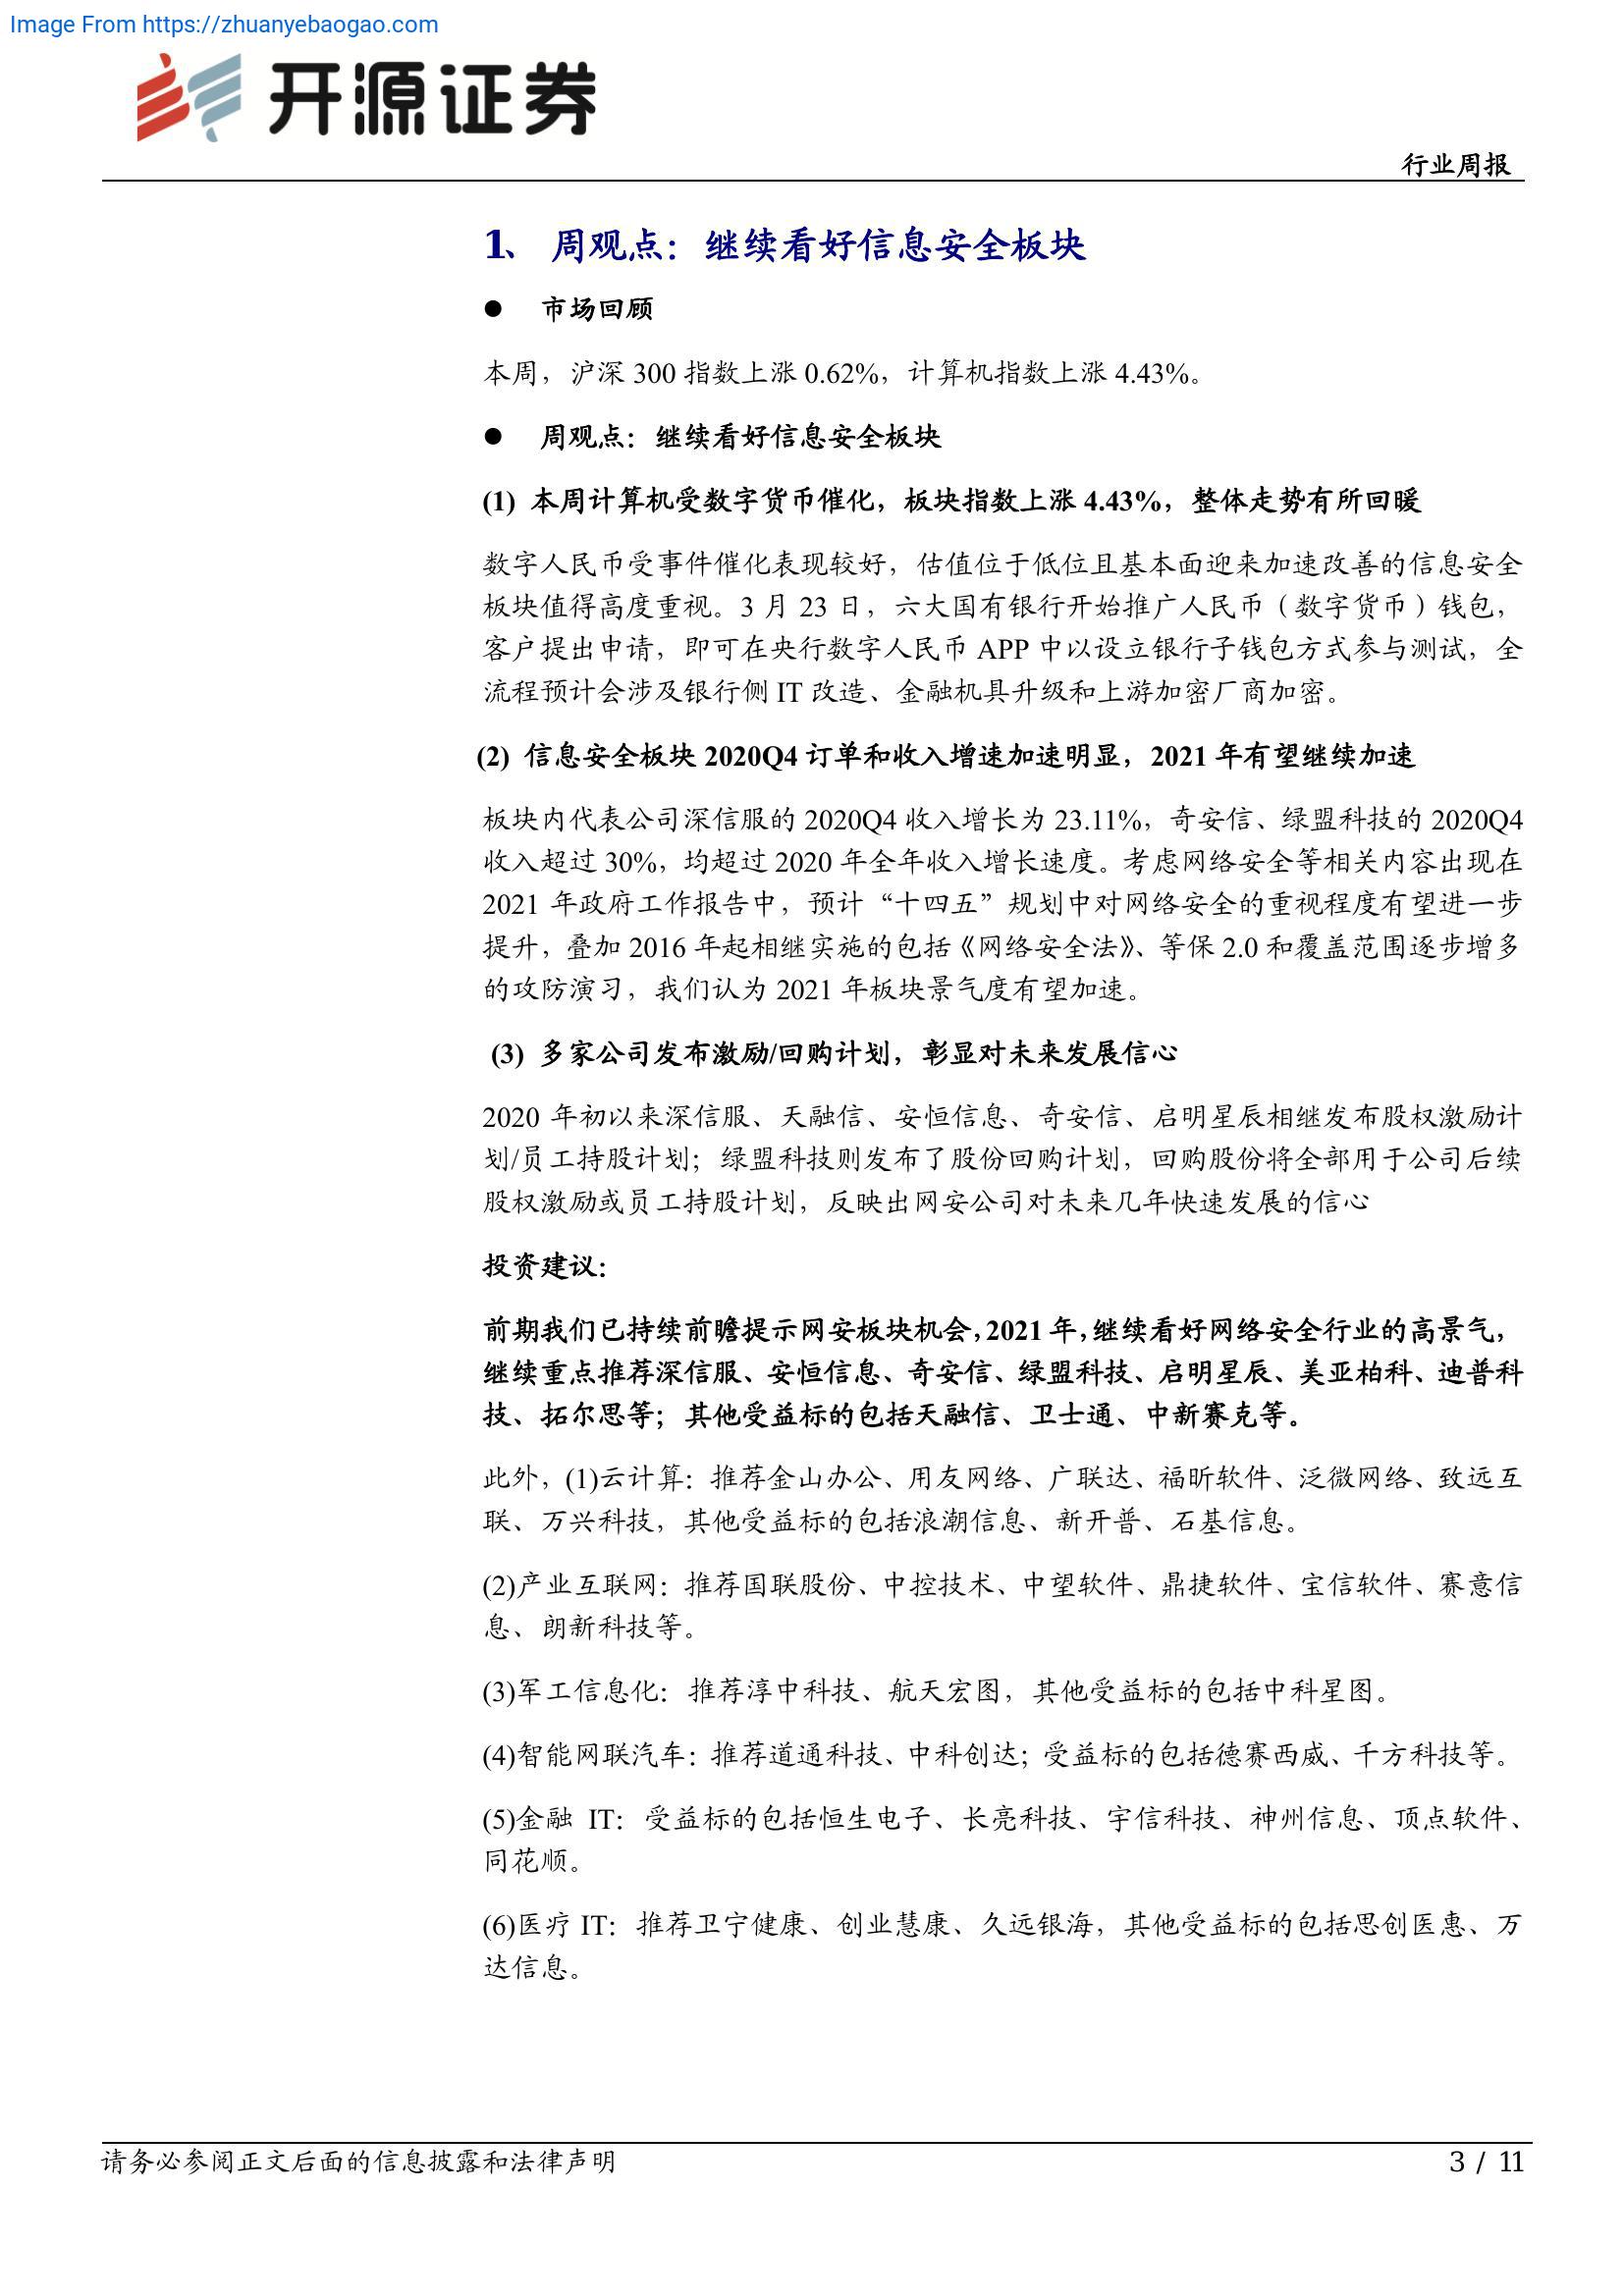 Image From https://zhuanyebaogao.com
开源证券
行业周报
1、 周观点：继续看好信息安全板块
● 市场回顾
本周，沪深 300 指数上涨 0.62%，计算机指数上涨 4.43%。
● 周观点：继续看好信息安全板块
(1) 本周计算机受数字货币催化，板块指数上涨 4.43%，整体走势有所回暖
数字人民币受事件催化表现较好，估值位于低位且基本面迎来加速改善的信息安全
板块值得高度重视。3 月 23 日，六大国有银行开始推广人民币（数字货币）钱包，
客户提出申请，即可在央行数字人民币 APP 中以设立银行子钱包方式参与测试，全
流程预计会涉及银行侧 IT 改造、金融机具升级和上游加密厂商加密。
(2) 信息安全板块 2020Q4 订单和收入增速加速明显，2021 年有望继续加速
板块内代表公司深信服的 2020Q4 收入增长为 23.11%，奇安信、绿盟科技的 2020Q4
收入超过 30%，均超过 2020 年全年收入增长速度。考虑网络安全等相关内容出现在
2021 年政府工作报告中，预计“十四五”规划中对网络安全的重视程度有望进一步
提升，叠加 2016 年起相继实施的包括《网络安全法》、等保 2.0 和覆盖范围逐步增多
的攻防演习，我们认为 2021 年板块景气度有望加速。
(3) 多家公司发布激励/回购计划，彰显对未来发展信心
2020 年初以来深信服、天融信、安恒信息、奇安信、启明星辰相继发布股权激励计
划/员工持股计划；绿盟科技则发布了股份回购计划，回购股份将全部用于公司后续
股权激励或员工持股计划，反映出网安公司对未来几年快速发展的信心
投资建议：
前期我们已持续前瞻提示网安板块机会，2021 年，继续看好网络安全行业的高景气，
继续重点推荐深信服、安恒信息、奇安信、绿盟科技、启明星辰、美亚柏科、迪普科
技、拓尔思等；其他受益标的包括天融信、卫士通、中新赛克等。
此外，(1)云计算：推荐金山办公、用友网络、广联达、福昕软件、泛微网络、致远互
联、万兴科技，其他受益标的包括浪潮信息、新开普、石基信息。
(2)产业互联网：推荐国联股份、中控技术、中望软件、鼎捷软件、宝信软件、赛意信
息、朗新科技等。
(3)军工信息化：推荐淳中科技、航天宏图，其他受益标的包括中科星图。
(4)智能网联汽车：推荐道通科技、中科创达；受益标的包括德赛西威、千方科技等。
(5)金融 IT：受益标的包括恒生电子、长亮科技、宇信科技、神州信息、顶点软件、
同花顺。
(6)医疗 IT：推荐卫宁健康、创业慧康、久远银海，其他受益标的包括思创医惠、万
达信息。
请务必参阅正文后面的信息披露和法律声明
3 / 11